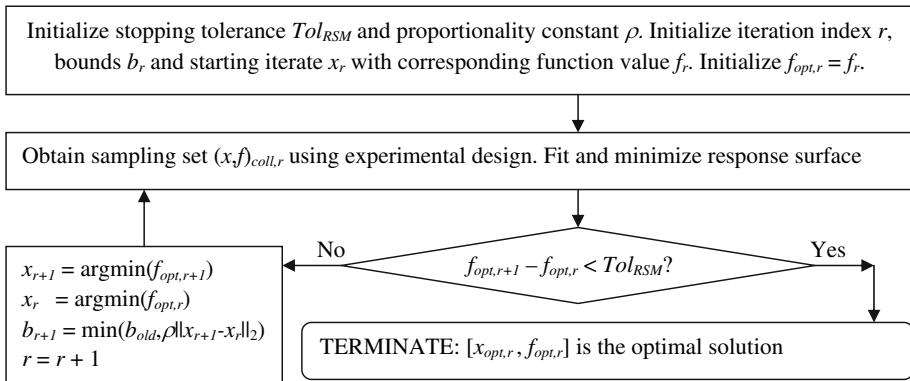 Initialize stopping tolerance Tol_RSM and proportionality constant ρ. Initialize iteration index r,
bounds b_r and starting iterate x_r with corresponding function value f_r. Initialize f_opt,r = f_r.
Obtain sampling set (x,f)_coll,r using experimental design. Fit and minimize response surface
No
Yes
f_opt,r+1 – f_opt,r < Tol_RSM?
x_r+1 = argmin(f_opt,r+1)
x_r = argmin(f_opt,r)
b_r+1 = min(b_old,ρ||x_r+1-x_r||_2)
r = r + 1
TERMINATE: [x_opt,r , f_opt,r] is the optimal solution